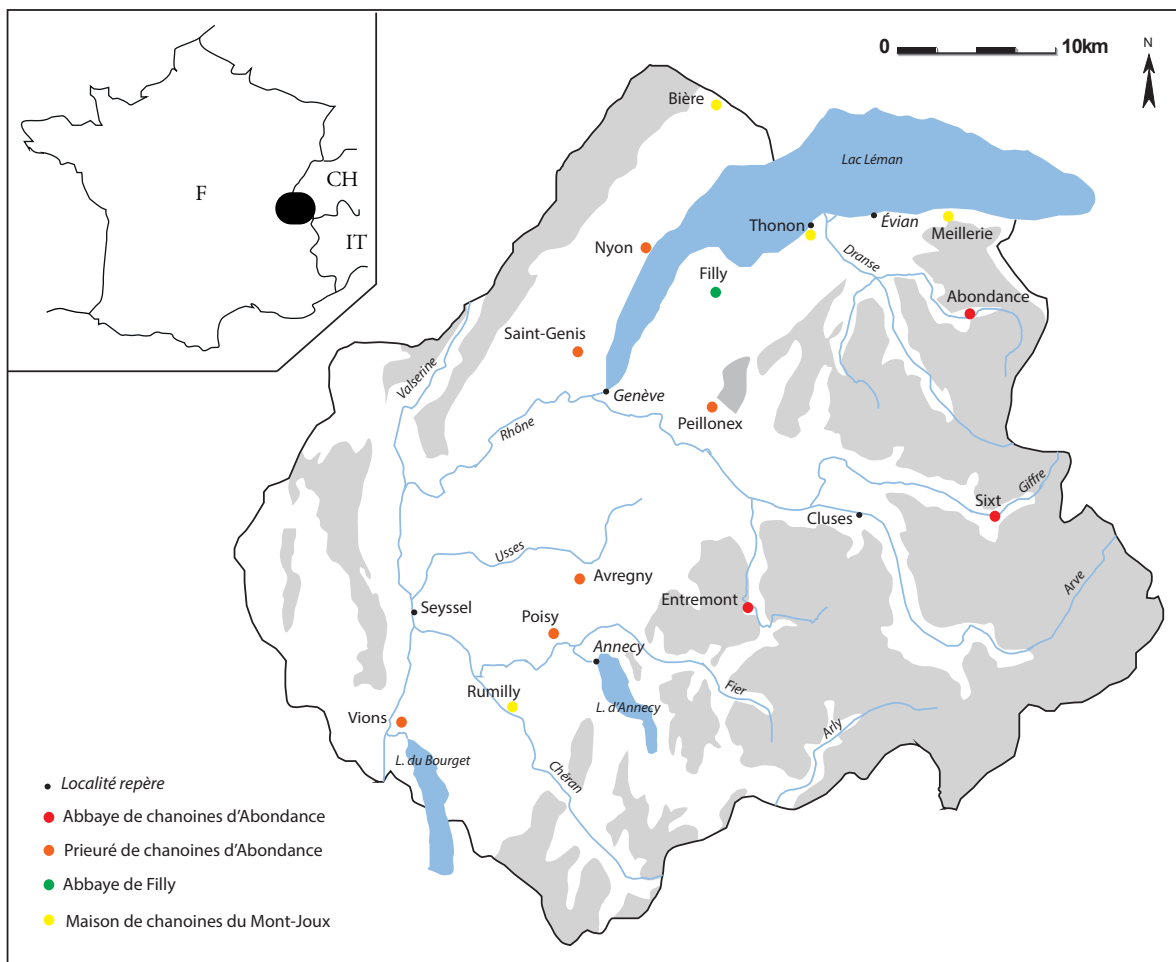 F
CH
IT
0 10km
N
Bière
Lac Léman
Thonon
Évian
Meillerie
Nyon
Filly
Dranse
Abondance
Saint-Genis
Valserine
Genève
Peillonex
Rhône
Giffre
Sixt
Cluses
Usses
Avregny
Arve
Entremont
Seyssel
Poisy
Annecy
Rumilly
Fier
L. d'Annecy
Vions
Arly
L. du Bourget
Chéran
Localité repère
Abbaye de chanoines d'Abondance
Prieuré de chanoines d'Abondance
Abbaye de Filly
Maison de chanoines du Mont-Joux